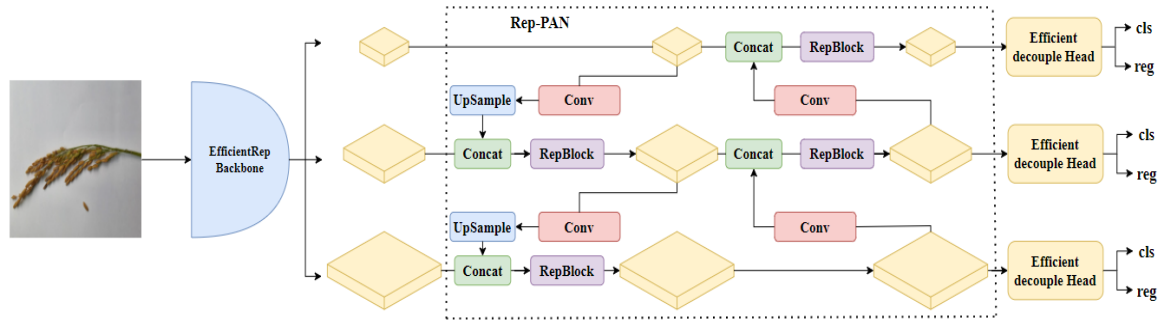 Rep-PAN
Concat
RepBlock
Efficient
decouple Head
cls
reg
UpSample
Conv
Conv
EfficientRep
Backbone
Concat
RepBlock
Concat
RepBlock
Efficient
decouple Head
cls
reg
UpSample
Conv
Conv
Concat
RepBlock
Efficient
decouple Head
cls
reg